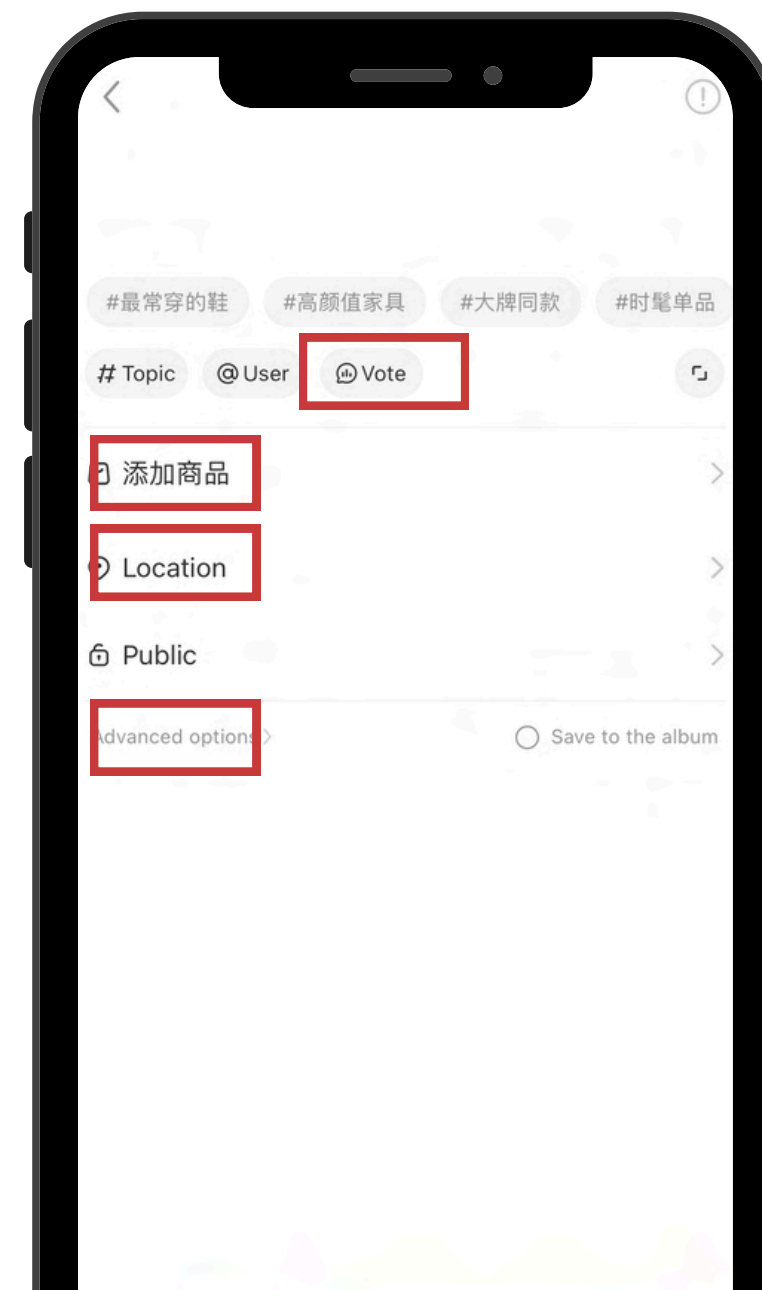 #最常穿的鞋 #高颜值家具 #大牌同款 #时髦单品
# Topic @ User Vote
添加商品
Location
Public
Advanced options Save to the album